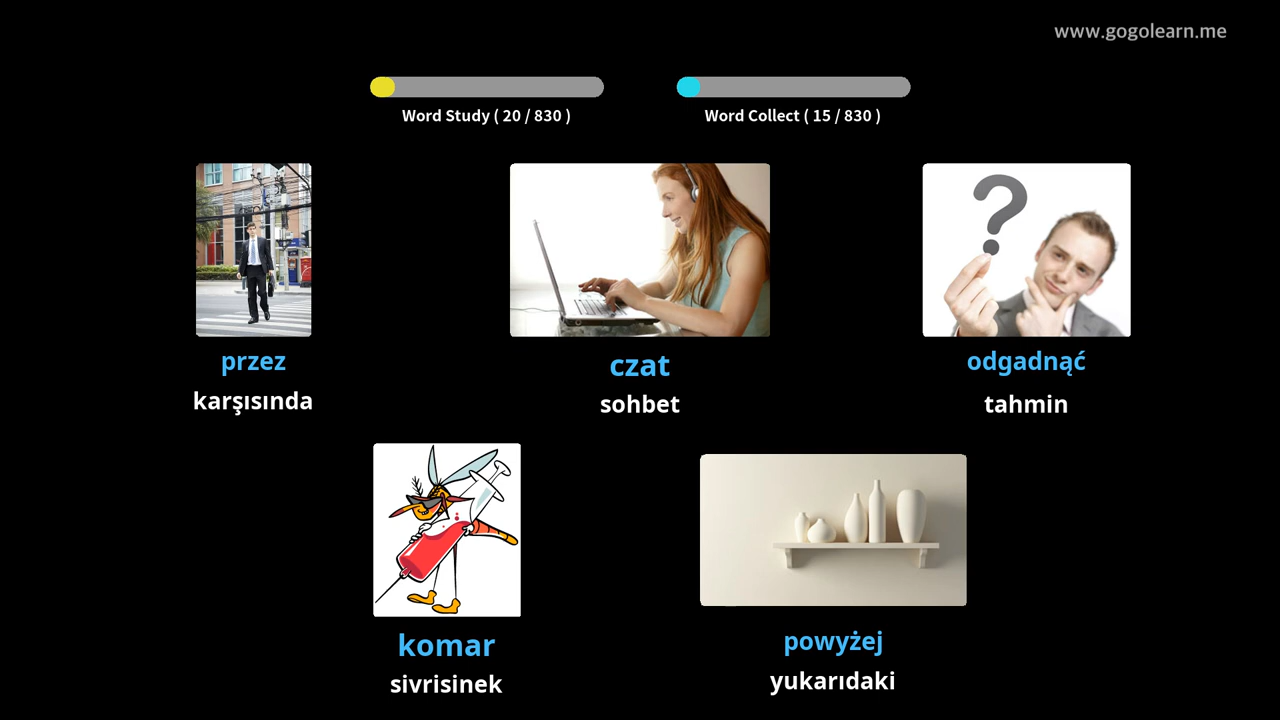 www.gogolearn.me
Word Study ( 20 / 830 )
Word Collect ( 15 / 830 )
przez
karşısında
czat
sohbet
odgadnąć
tahmin
komar
sivrisinek
powyżej
yukarıdaki